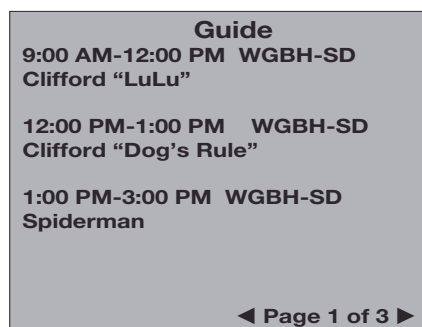 Guide
9:00 AM-12:00 PM WGBH-SD
Clifford “LuLu”
12:00 PM-1:00 PM WGBH-SD
Clifford “Dog's Rule”
1:00 PM-3:00 PM WGBH-SD
Spiderman
◀ Page 1 of 3 ▶